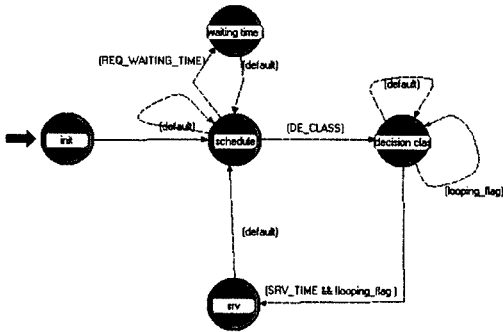 waiting time
(REQ_WAITING_TIME)
(default)
(default)
(default)
init
schedule
(DE_CLASS)
decision clas
(looping_flag)
(default)
(SRV_TIME && !looping_flag )
srv